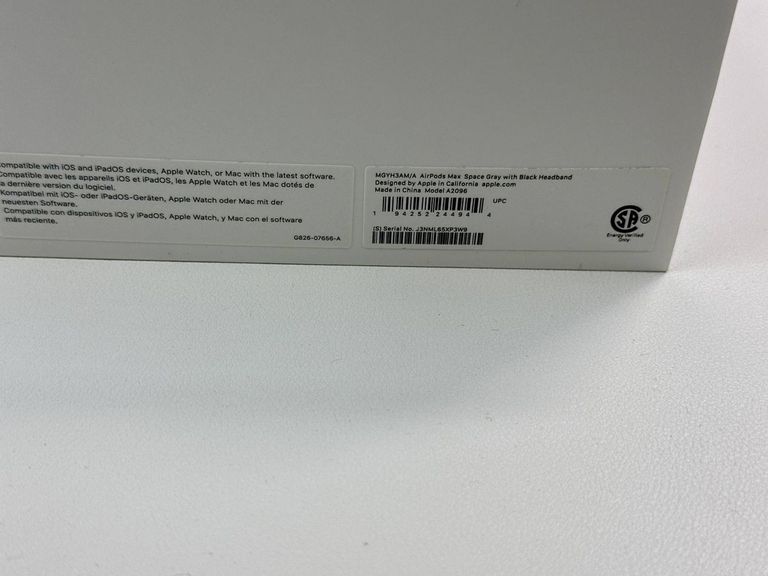 ompatible with iOS and iPadOS devices, Apple Watch, or Mac with the latest software.
Compatible avec les appareils iOS et iPadOS, les Apple Watch et les Mac dotés de
a dernière version du logiciel.
Kompatibel mit iOS- oder iPadOS-Geräten, Apple Watch oder Mac mit der
neuesten Software.
Compatible con dispositivos iOS y iPadOS, Apple Watch, y Mac con el software
más reciente.
G826-07656-A
MGYH3AM/A AirPods Max Space Gray with Black Headband
Designed by Apple in California apple.com
Made in China Model A2096
UPC
1 94252 24494 4
(S) Serial No. J3NML65XP3W9
SA ®
Energy Verified
Only